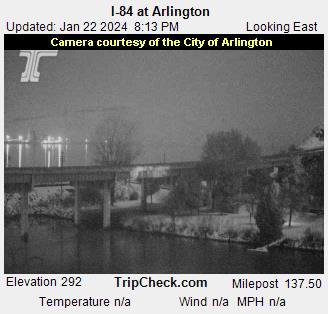 I-84 at Arlington
Updated: Jan 22 2024 8:13 PM Looking East
Camera courtesy of the City of Arlington
Elevation 292 TripCheck.com Milepost 137.50
Temperature n/a Wind n/a MPH n/a